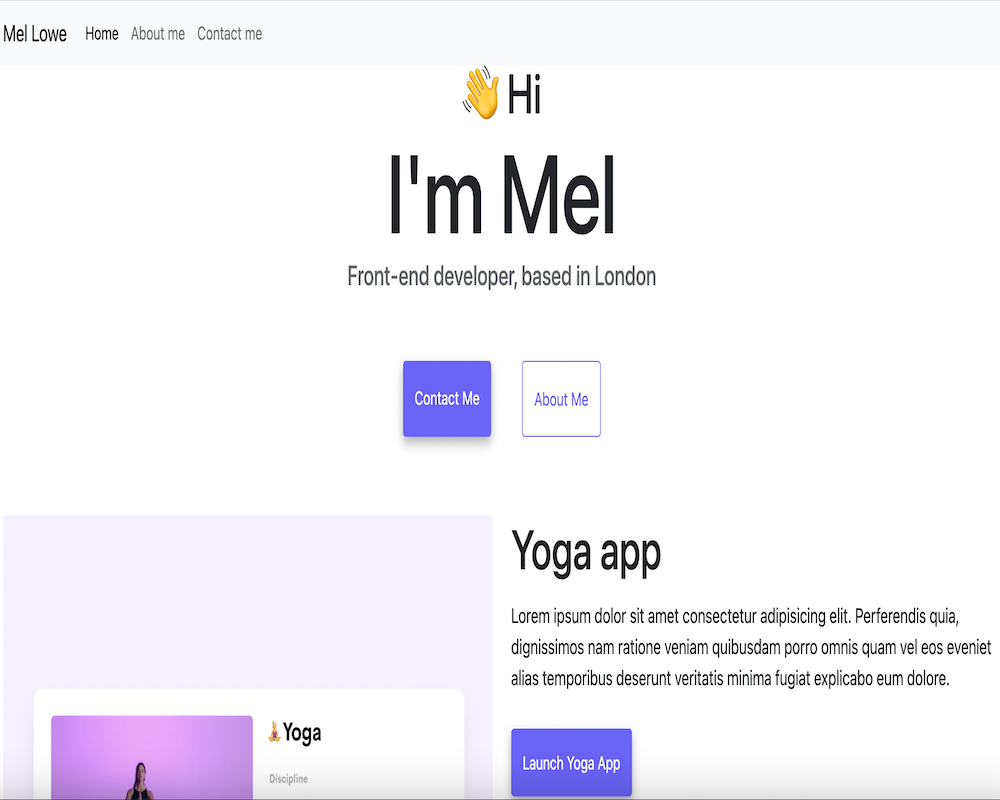 Mel Lowe Home About me Contact me
👋 Hi
I'm Mel
Front-end developer, based in London
Contact Me About Me
Yoga app
Lorem ipsum dolor sit amet consectetur adipisicing elit. Perferendis quia,
dignissimos nam ratione veniam quibusdam porro omnis quam vel eos eveniet
alias temporibus deserunt veritatis minima fugiat explicabo eum dolore.
Launch Yoga App
🧘Yoga
Discipline